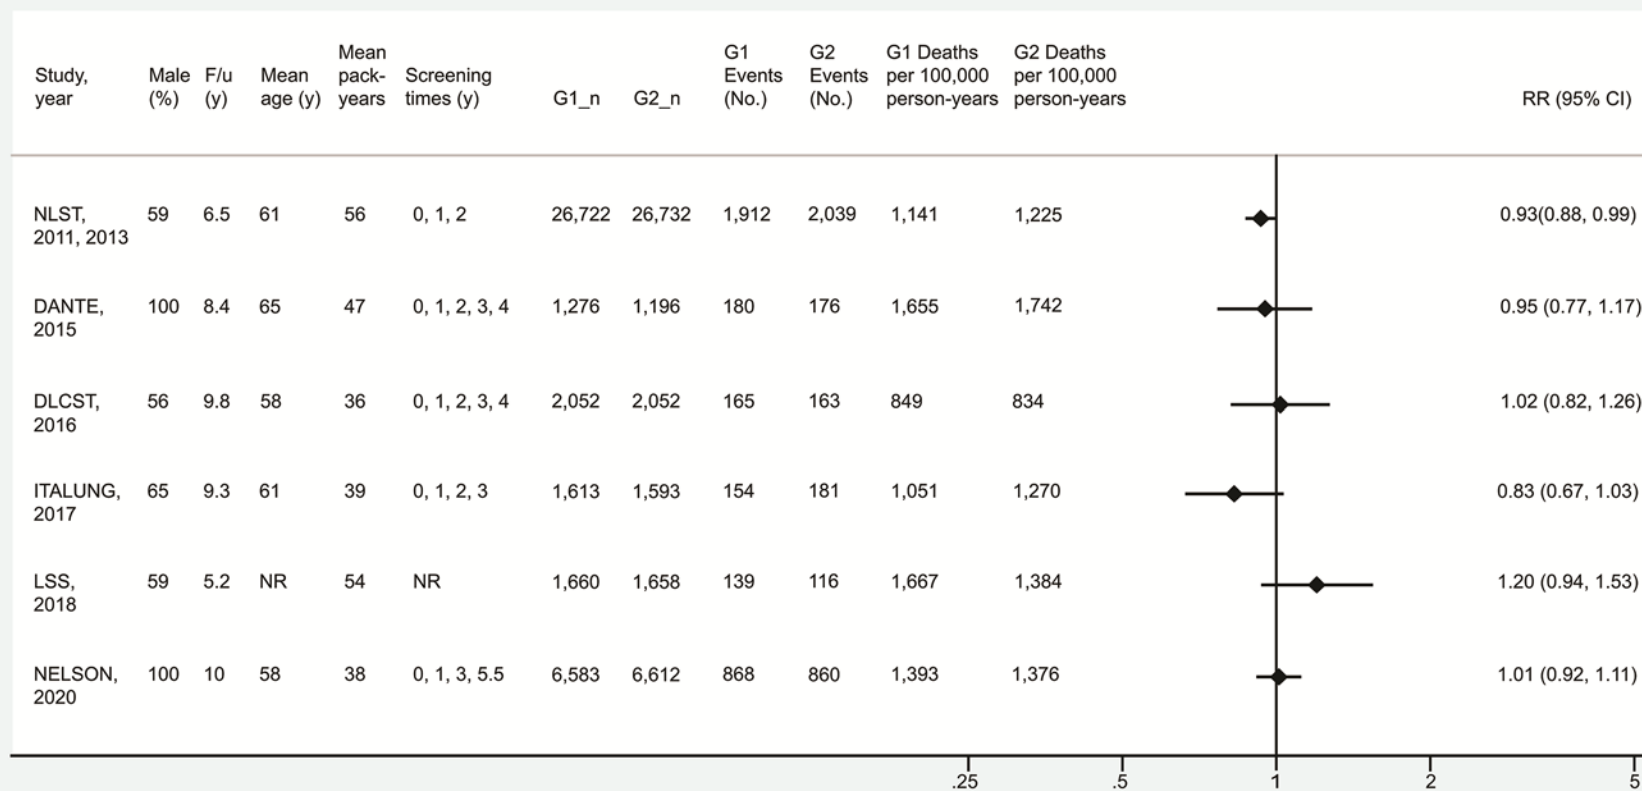 Study, year Male (%) F/u (y) Mean age (y) Mean pack-years Screening times (y) G1_n G2_n G1 Events (No.) G2 Events (No.) G1 Deaths per 100,000 person-years G2 Deaths per 100,000 person-years RR (95% CI)
NLST, 59 6.5 61 56 0, 1, 2 26,722 26,732 1,912 2,039 1,141 1,225 0.93(0.88, 0.99)
2011, 2013
DANTE, 100 8.4 65 47 0, 1, 2, 3, 4 1,276 1,196 180 176 1,655 1,742 0.95 (0.77, 1.17)
2015
DLCST, 56 9.8 58 36 0, 1, 2, 3, 4 2,052 2,052 165 163 849 834 1.02 (0.82, 1.26)
2016
ITALUNG, 65 9.3 61 39 0, 1, 2, 3 1,613 1,593 154 181 1,051 1,270 0.83 (0.67, 1.03)
2017
LSS, 59 5.2 NR 54 NR 1,660 1,658 139 116 1,667 1,384 1.20 (0.94, 1.53)
2018
NELSON, 100 10 58 38 0, 1, 3, 5.5 6,583 6,612 868 860 1,393 1,376 1.01 (0.92, 1.11)
2020
.25 .5 1 2 5